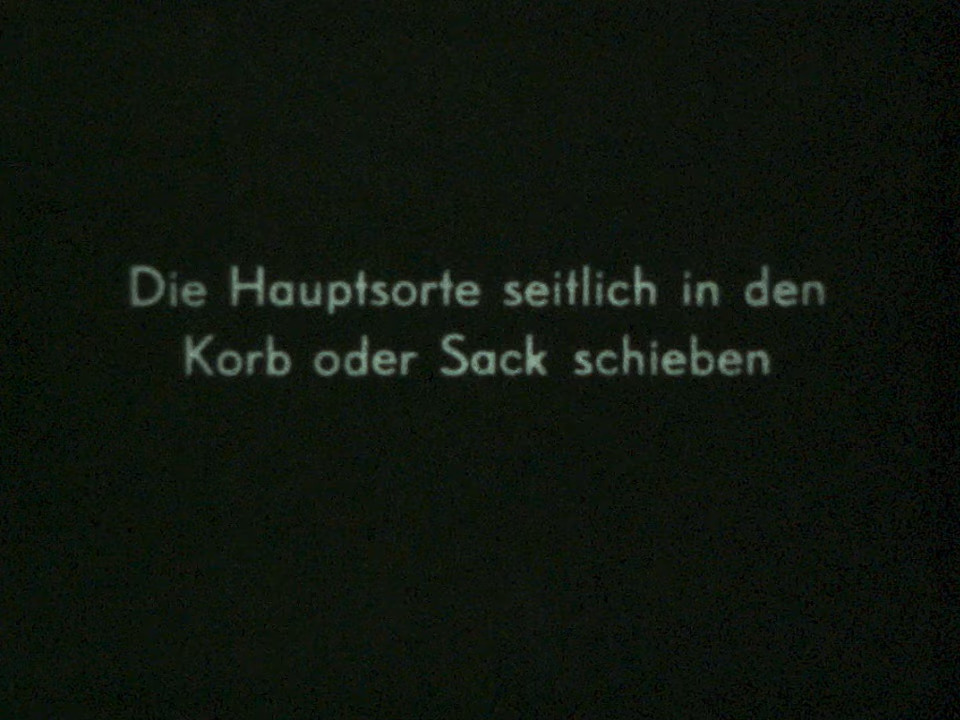 Die Hauptsorte seitlich in den
Korb oder Sack schieben